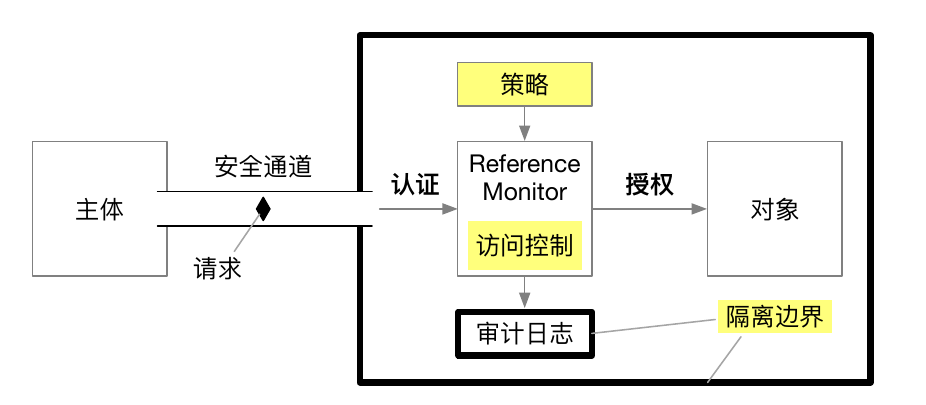 策略
安全通道
主体
请求
认证
Reference
Monitor
访问控制
授权
对象
审计日志
隔离边界